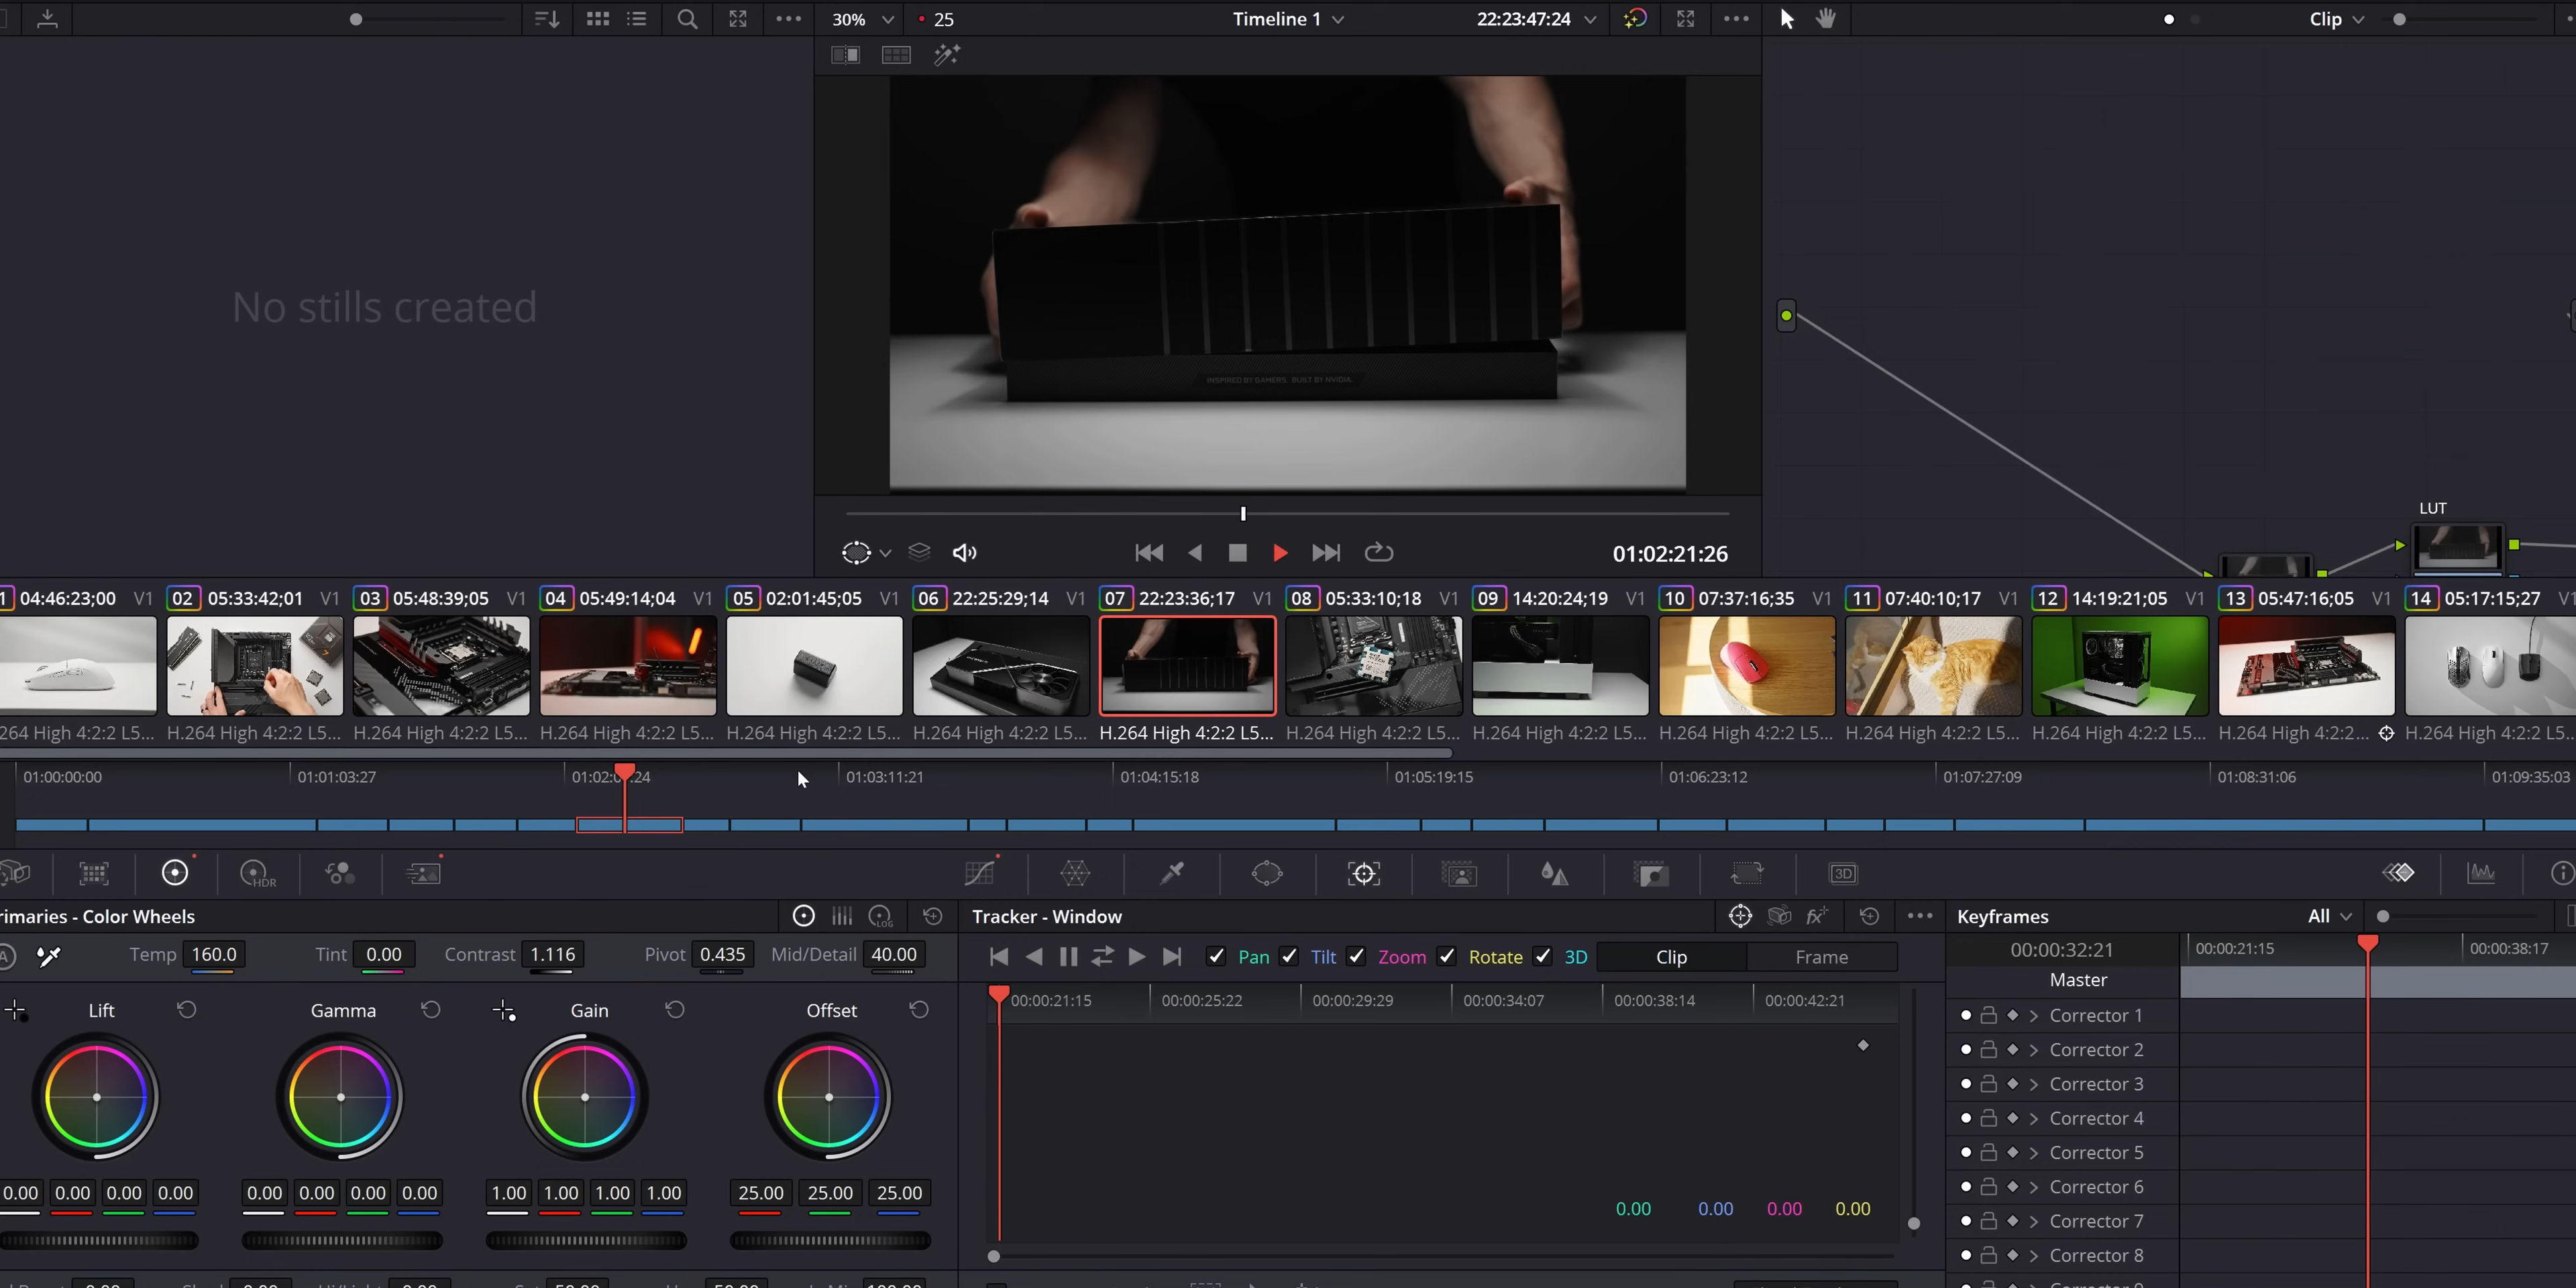 30%
25
Timeline 1
22:23:47:24
Clip
No stills created
INSPIRED BY GAMERS. BUILT BY NVIDIA.
01:02:21:26
LUT
1 04:46:23;00 V1
02 05:33:42;01 V1
03 05:48:39;05 V1
04 05:49:14;04 V1
05 02:01:45;05 V1
06 22:25:29;14 V1
07 22:23:36;17 V1
08 05:33:10;18 V1
09 14:20:24;19 V1
10 07:37:16;35 V1
11 07:40:10;17 V1
12 14:19:21;05 V1
13 05:47:16;05 V1
14 05:17:15;27 V1
264 High 4:2:2 L5...
H.264 High 4:2:2 L5...
H.264 High 4:2:2 L5...
H.264 High 4:2:2 L5...
H.264 High 4:2:2 L5...
H.264 High 4:2:2 L5...
H.264 High 4:2:2 L5...
H.264 High 4:2:2 L5...
H.264 High 4:2:2 L5...
H.264 High 4:2:2 L5...
H.264 High 4:2:2 L5...
H.264 High 4:2:2 L5...
H.264 High 4:2:2...
H.264 High 4:2:2 L5...
01:00:00:00
01:01:03:27
01:03:11:21
01:04:15:18
01:05:19:15
01:06:23:12
01:07:27:09
01:08:31:06
01:09:35:03
HDR
3D
rimaries - Color Wheels
LOG
A
Temp 160.0
Tint 0.00
Contrast 1.116
Pivot 0.435
Mid/Detail 40.00
Lift
Gamma
Gain
Offset
0.00 0.00 0.00 0.00
0.00 0.00 0.00 0.00
1.00 1.00 1.00 1.00
25.00 25.00 25.00
Tracker - Window
fx
Pan
Tilt
Zoom
Rotate
3D
Clip
Frame
00:00:21:15
00:00:25:22
00:00:29:29
00:00:34:07
00:00:38:14
00:00:42:21
0.00 0.00 0.00 0.00
Keyframes
All
00:00:32:21
00:00:21:15
00:00:38:17
Master
Corrector 1
Corrector 2
Corrector 3
Corrector 4
Corrector 5
Corrector 6
Corrector 7
Corrector 8